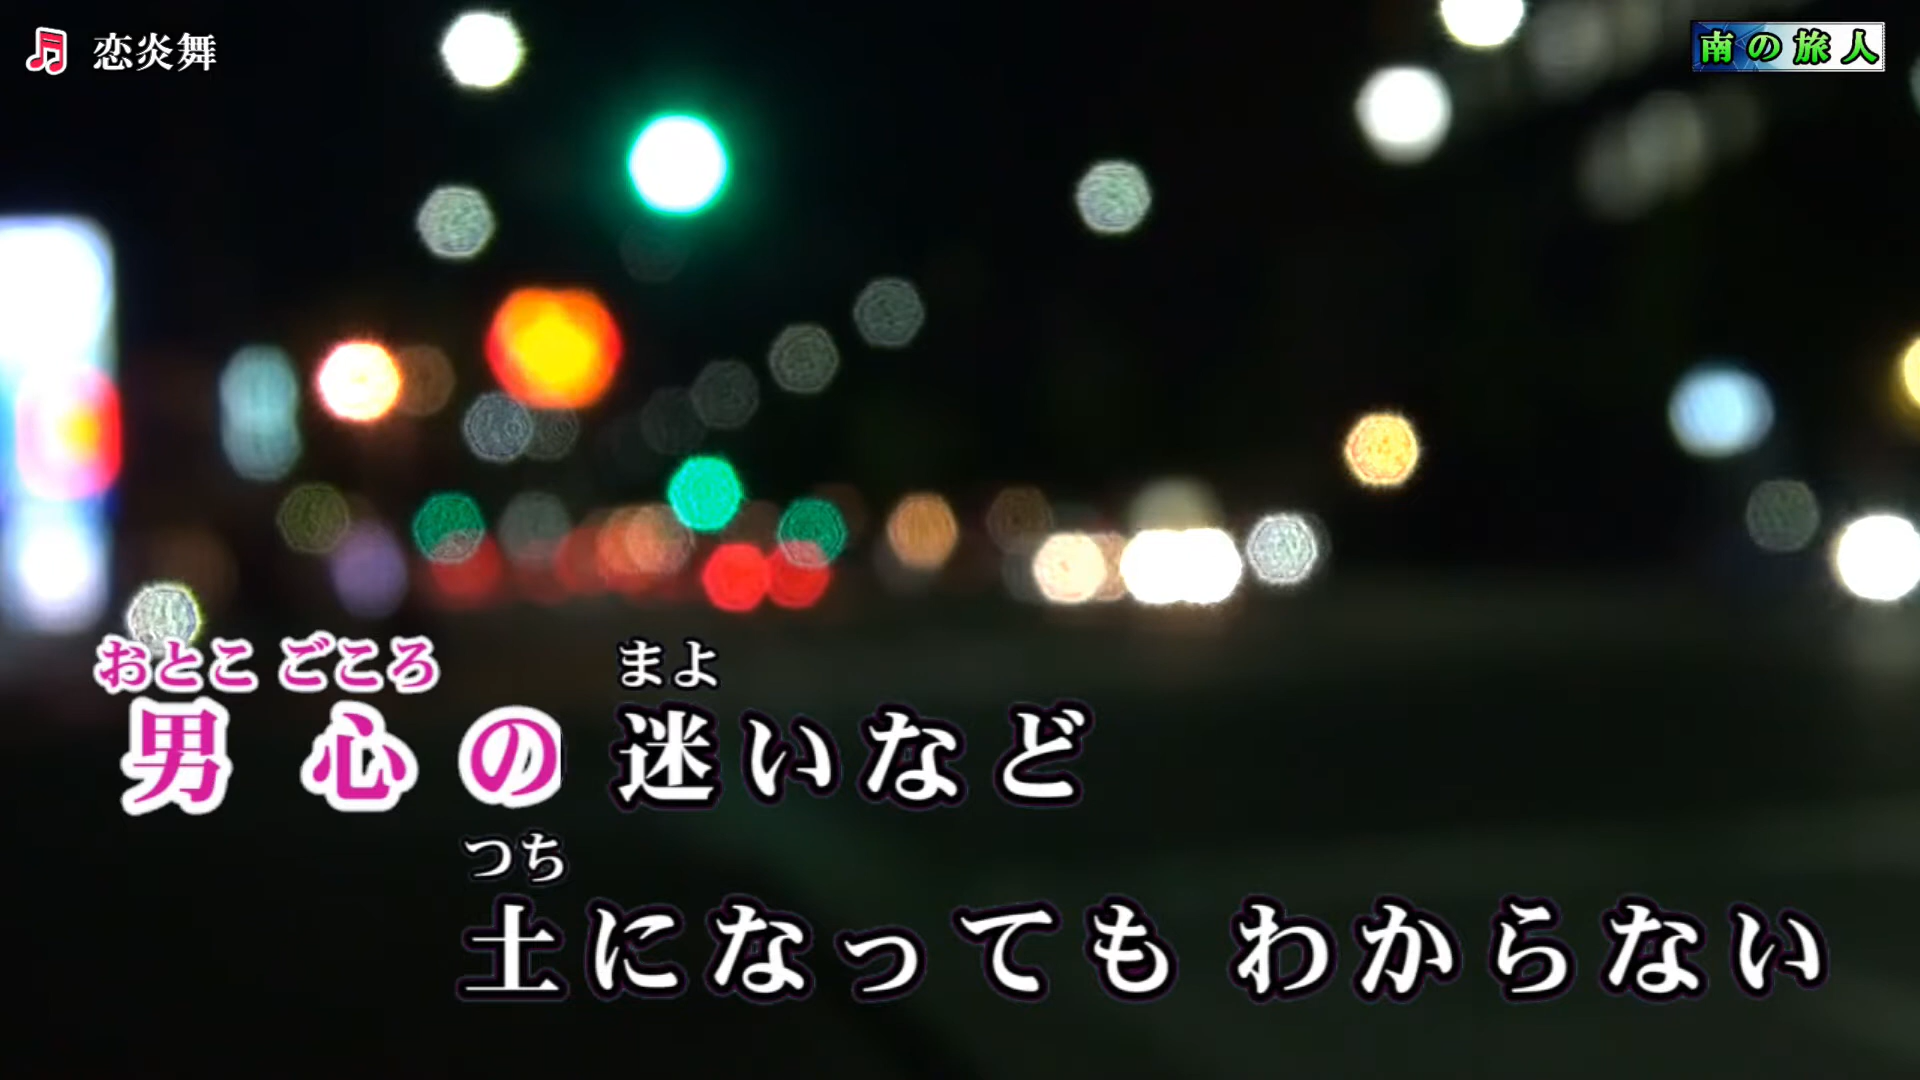 恋炎舞
南の旅人
おとこ ごころ まよ
男心の迷いなど
つち
土になっても わからない